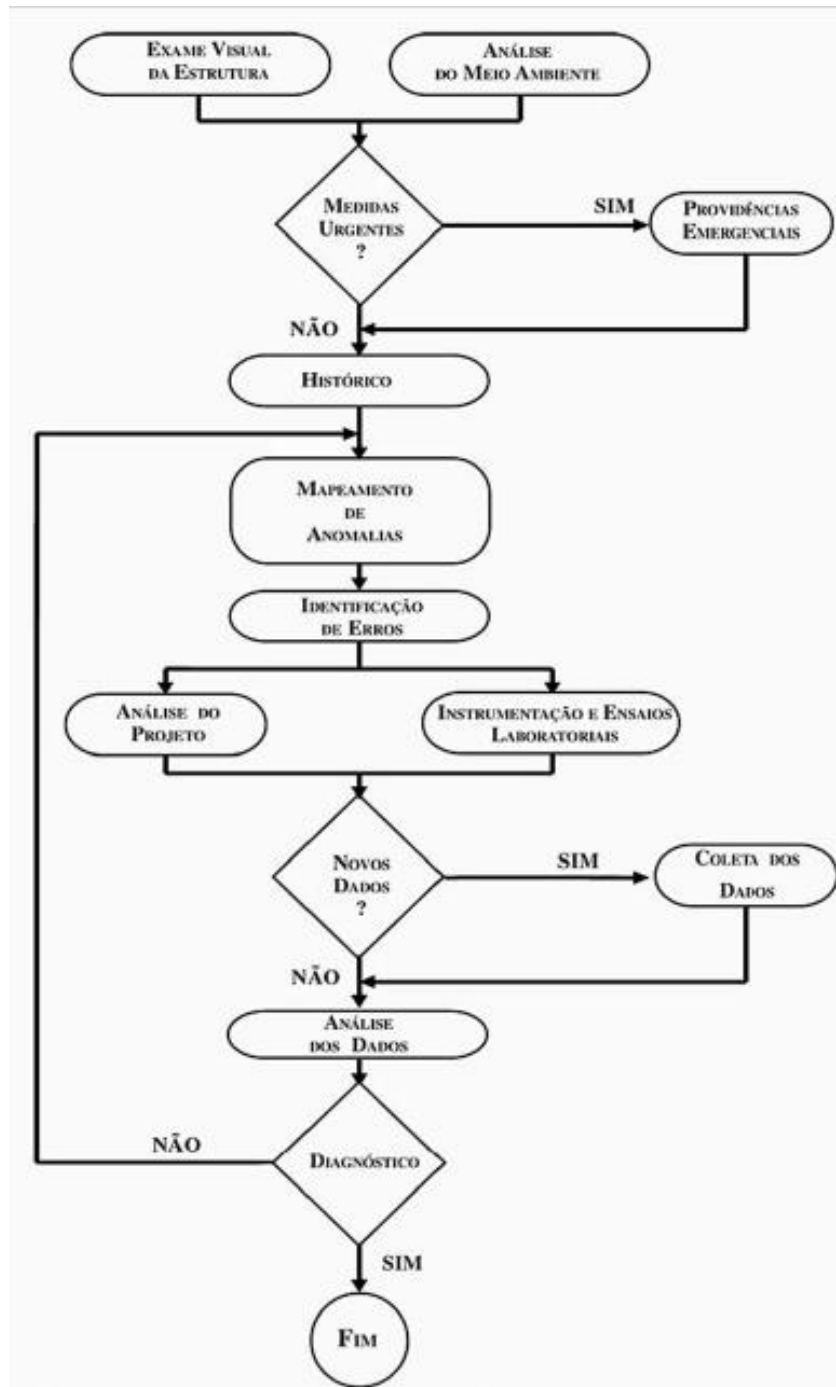 Exame Visual
da Estrutura
Análise
do Meio Ambiente
Medidas
Urgentes
?
SIM
Providências
Emergenciais
NÃO
Histórico
Mapeamento
de
Anomalias
Identificação
de Erros
Análise do
Projeto
Instrumentação e Ensaios
Laboratoriais
Novos
Dados
?
SIM
Coleta dos
Dados
NÃO
Análise
dos Dados
NÃO
Diagnóstico
SIM
Fim